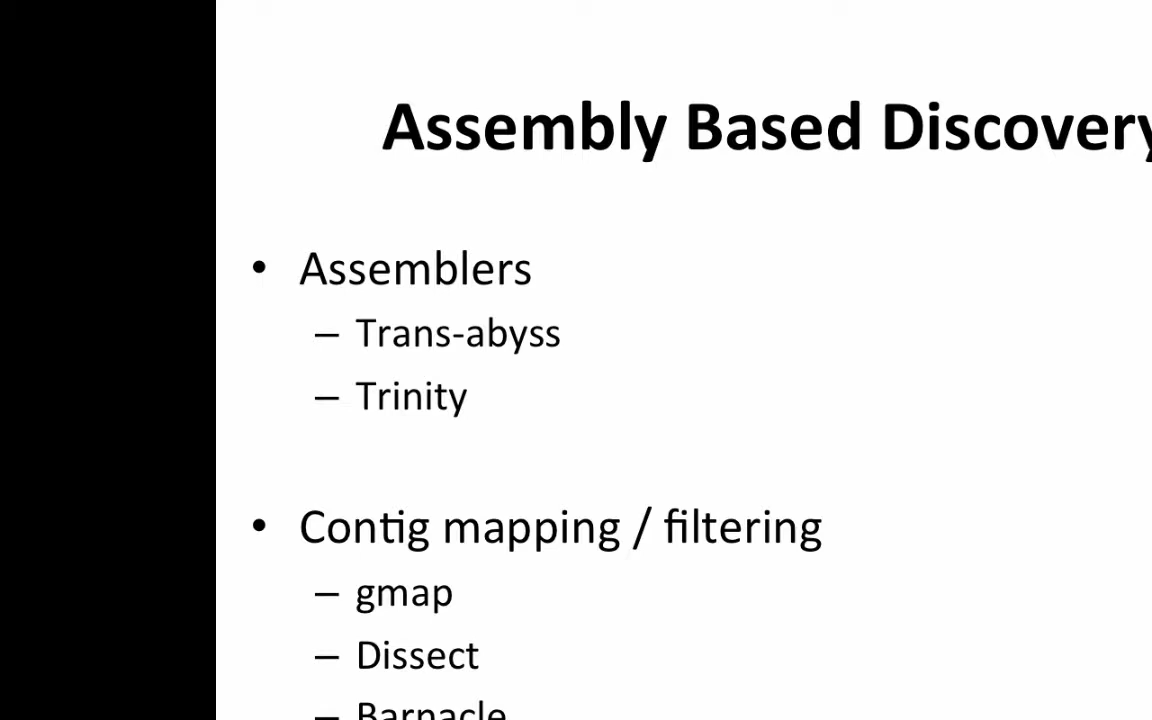 Assembly Based Discovery
• Assemblers
– Trans-abyss
– Trinity
• Contig mapping / filtering
– gmap
– Dissect
– Barnacle